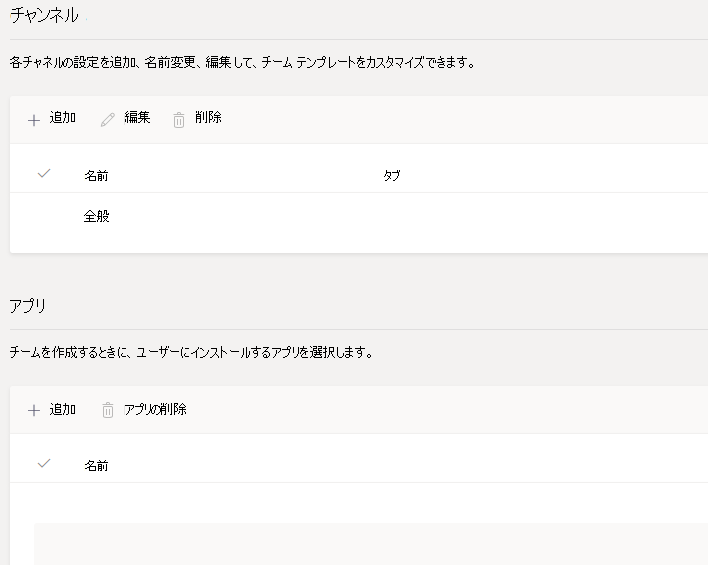 チャンネル
各チャネルの設定を追加、名前変更、編集して、チーム テンプレートをカスタマイズできます。
追加 編集 削除
名前 タブ
全般
アプリ
チームを作成するときに、ユーザーにインストールするアプリを選択します。
追加 アプリの削除
名前